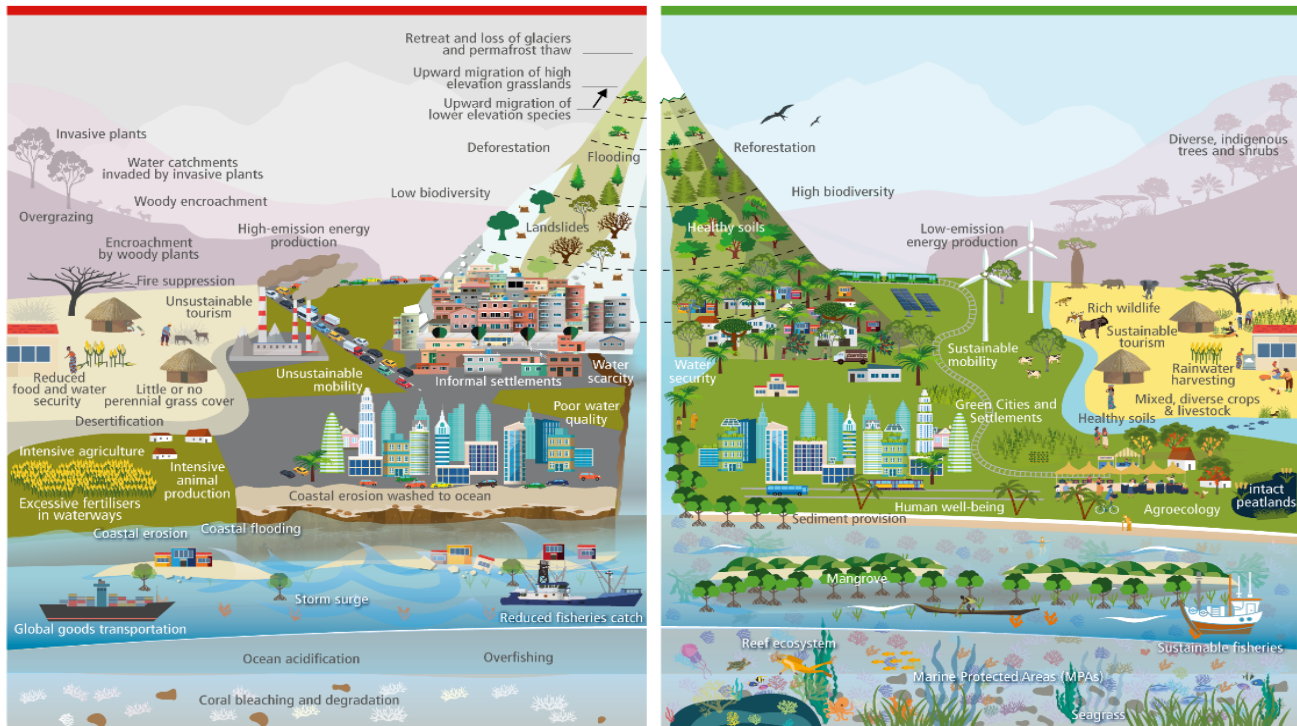 Retreat and loss of glaciers
and permafrost thaw
Upward migration of high
elevation grasslands
Upward migration of
lower elevation species
Invasive plants
Deforestation
Flooding
Water catchments
invaded by invasive plants
Low biodiversity
Woody encroachment
Overgrazing
High-emission energy
production
Landslides
Encroachment
by woody plants
Fire suppression
Unsustainable
tourism
Reduced
food and water
security
Little or no
perennial grass cover
Unsustainable
mobility
Informal settlements
Water
scarcity
Poor water
quality
Desertification
Intensive agriculture
Intensive
animal
production
Excessive fertilisers
in waterways
Coastal erosion washed to ocean
Coastal erosion
Coastal flooding
Storm surge
Global goods transportation
Reduced fisheries catch
Ocean acidification
Overfishing
Coral bleaching and degradation
Reforestation
Diverse, indigenous
trees and shrubs
High biodiversity
Healthy soils
Low-emission
energy production
Rich wildlife
Sustainable
tourism
Water
security
Sustainable
mobility
Rainwater
harvesting
Mixed, diverse crops
& livestock
Green Cities and
Settlements
Healthy soils
Intact
peatlands
Human well-being
Agroecology
Sediment provision
Mangrove
Reef ecosystem
Sustainable fisheries
Marine Protected Areas (MPAs)
Seagrass